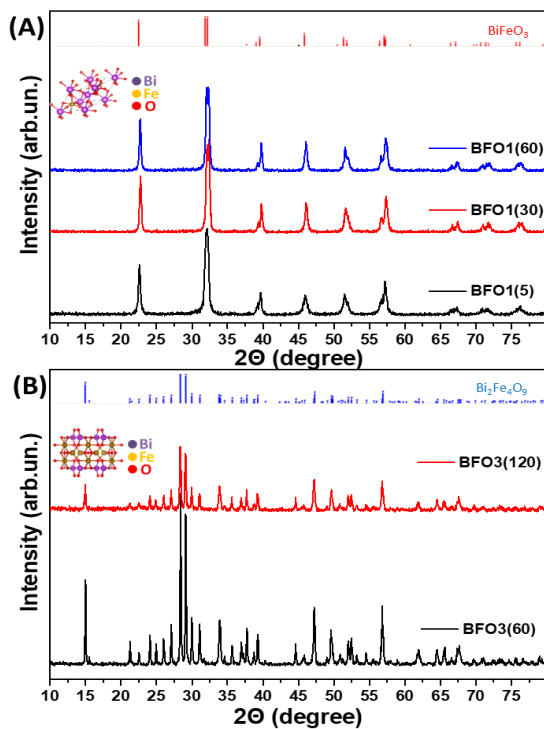 (A)
BiFeO₃
Bi
Fe
O
BFO1(60)
BFO1(30)
BFO1(5)
Intensity (arb.un.)
10 15 20 25 30 35 40 45 50 55 60 65 70 75
2Θ (degree)
(B)
Bi₂Fe₄O₉
Bi
Fe
O
BFO3(120)
BFO3(60)
Intensity (arb.un.)
10 15 20 25 30 35 40 45 50 55 60 65 70 75
2Θ (degree)